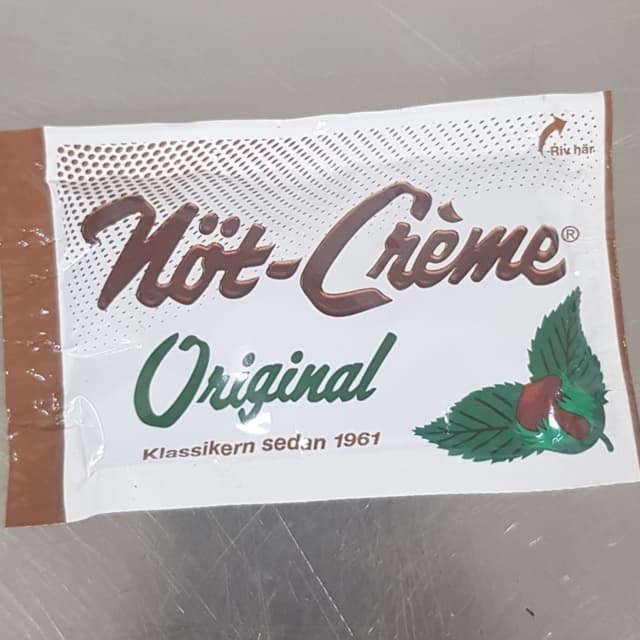 Riv här
Nöt-Crème®
Original
Klassikern sedan 1961